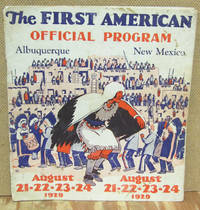 The FIRST AMERICAN
OFFICIAL PROGRAM
Albuquerque New Mexico
August August
21-22-23-24 21-22-23-24
1929 1929